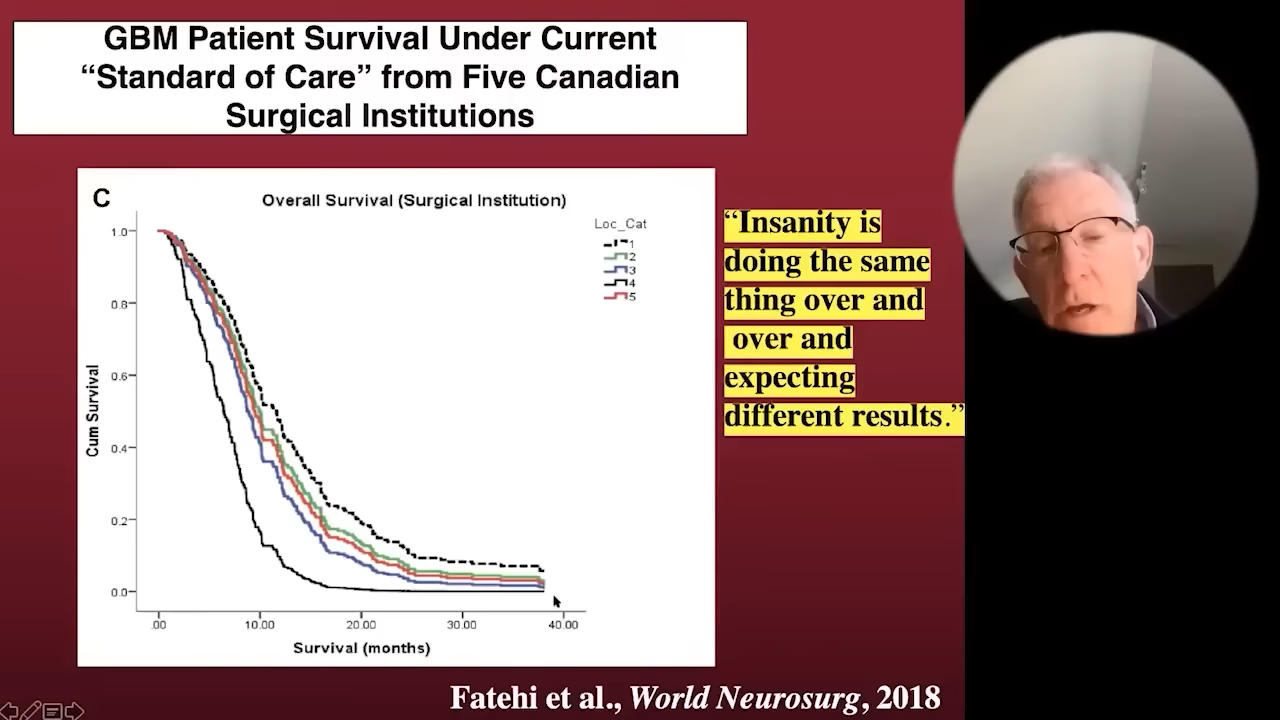 GBM Patient Survival Under Current
“Standard of Care” from Five Canadian
Surgical Institutions
C
Overall Survival (Surgical Institution)
Loc_Cat
1
2
3
4
5
1.0
0.8
0.6
0.4
0.2
0.0
Cum Survival
.00 10.00 20.00 30.00 40.00
Survival (months)
“Insanity is
doing the same
thing over and
over and
expecting
different results.”
Fatehi et al., World Neurosurg, 2018